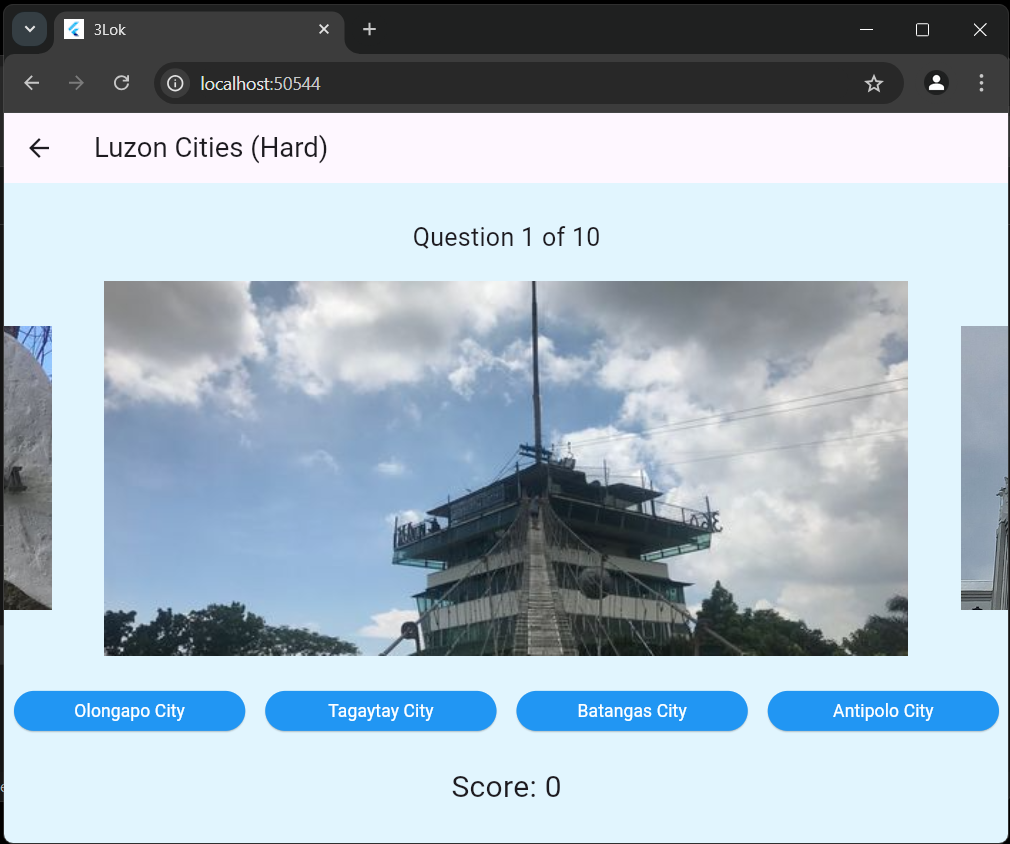 3Lok
localhost:50544
Luzon Cities (Hard)
Question 1 of 10
Olongapo City
Tagaytay City
Batangas City
Antipolo City
Score: 0